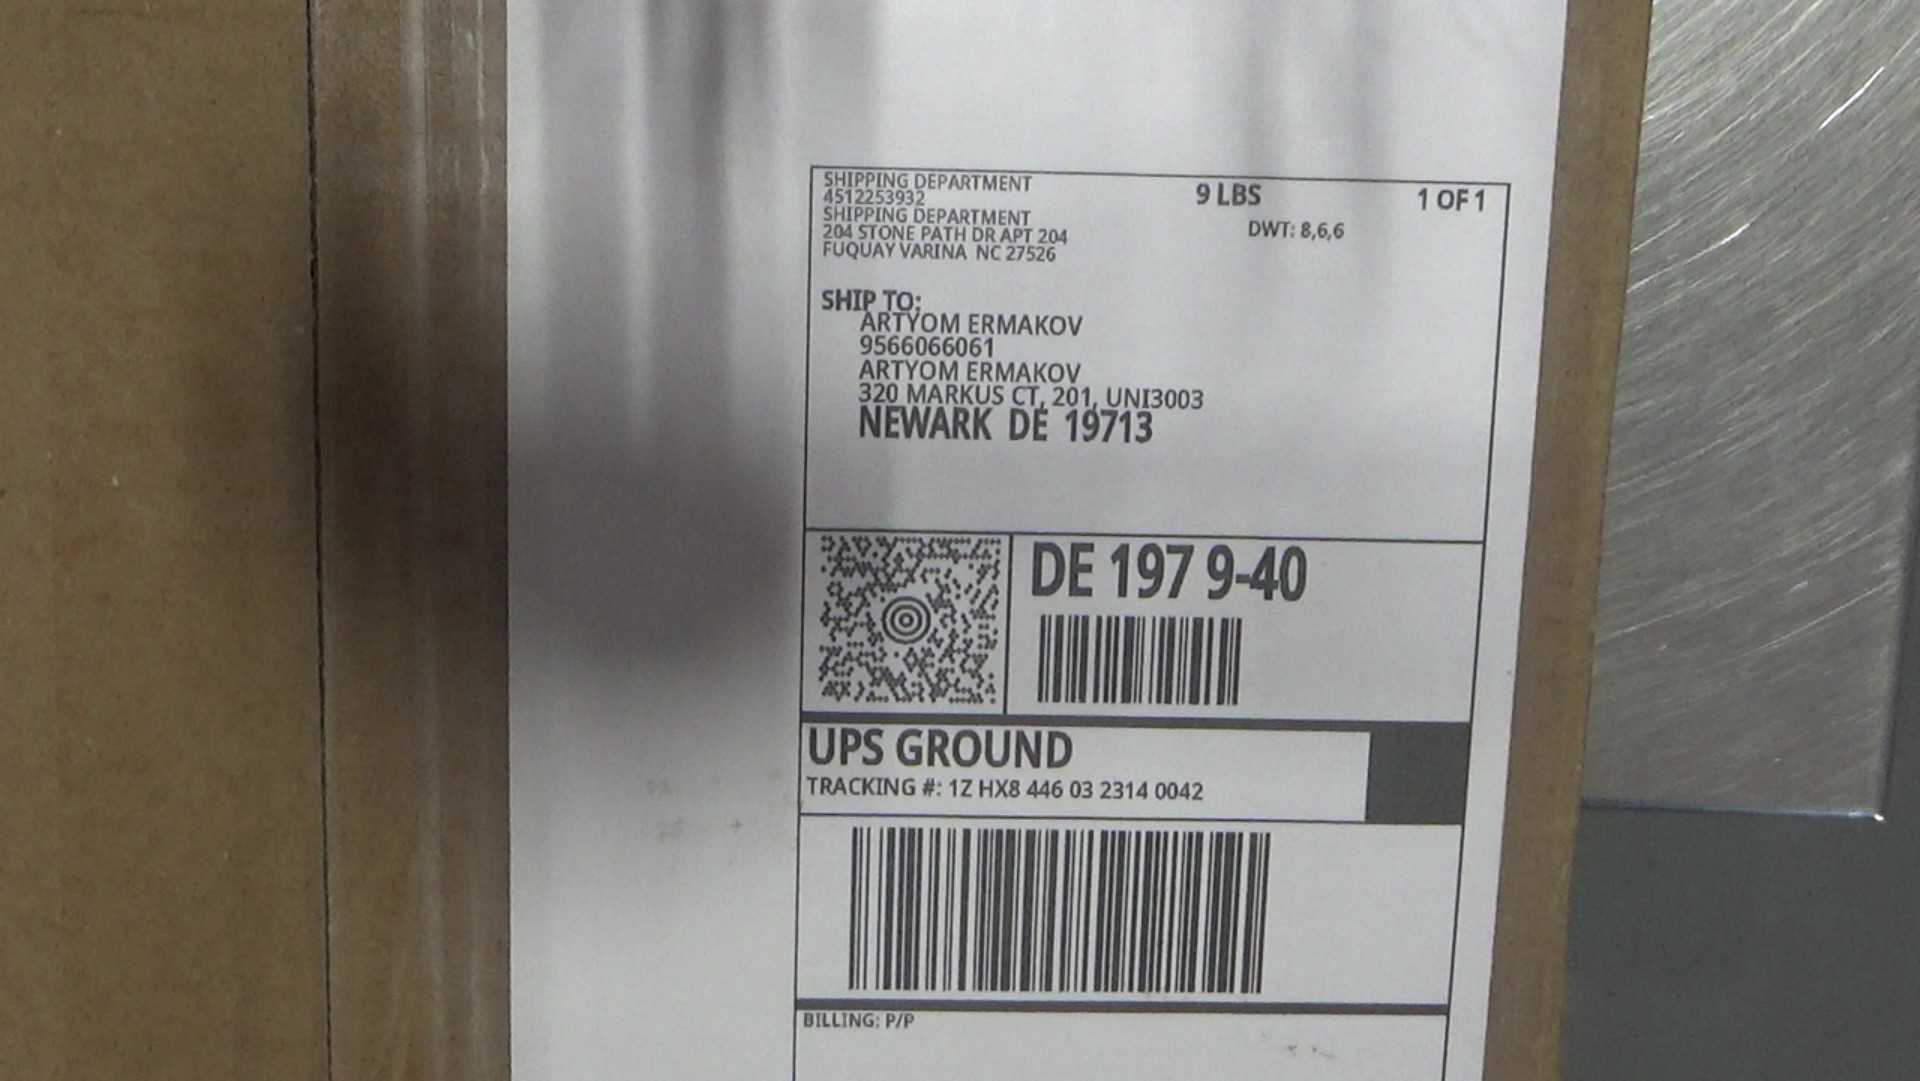 SHIPPING DEPARTMENT
4512253932
SHIPPING DEPARTMENT
204 STONE PATH DR APT 204
FUQUAY VARINA NC 27526
9 LBS
1 OF 1
DWT: 8,6,6
SHIP TO:
ARTYOM ERMAKOV
9566066061
ARTYOM ERMAKOV
320 MARKUS CT, 201, UNI3003
NEWARK DE 19713
DE 197 9-40
UPS GROUND
TRACKING #: 1Z HX8 446 03 2314 0042
BILLING: P/P